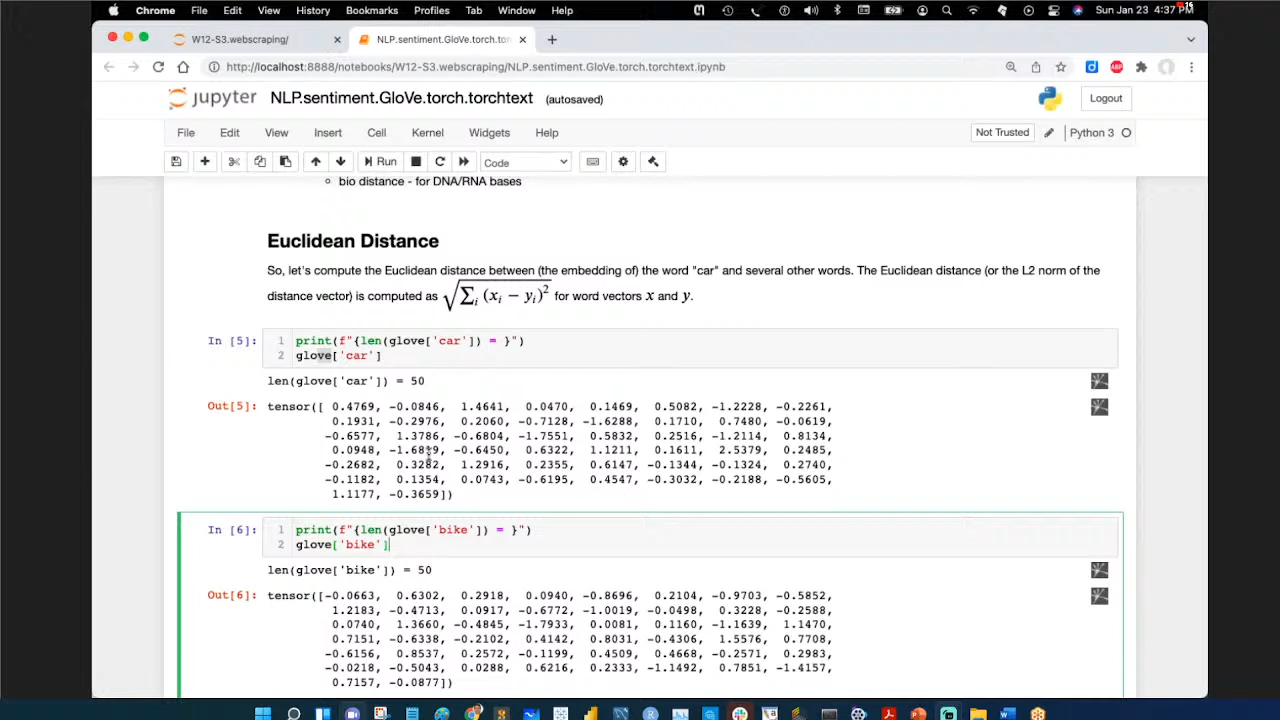 Chrome File Edit View History Bookmarks Profiles Tab Window Help Sun Jan 23 4:37 PM
W12-S3.webscraping/ NLP.sentiment.GloVe.torch.tor
http://localhost:8888/notebooks/W12-S3.webscraping/NLP.sentiment.GloVe.torch.torchtext.ipynb
jupyter NLP.sentiment.GloVe.torch.torchtext (autosaved) Logout
File Edit View Insert Cell Kernel Widgets Help Not Trusted Python 3
Run Code
bio distance - for DNA/RNA bases
Euclidean Distance
So, let's compute the Euclidean distance between (the embedding of) the word "car" and several other words. The Euclidean distance (or the L2 norm of the
distance vector) is computed as √∑i (xi − yi)² for word vectors x and y.
In [5]: 1 print(f"{len(glove['car']) = }")
2 glove['car']
len(glove['car']) = 50
Out[5]: tensor([ 0.4769, -0.0846, 1.4641, 0.0470, 0.1469, 0.5082, -1.2228, -0.2261,
0.1931, -0.2976, 0.2060, -0.7128, -1.6288, 0.1710, 0.7480, -0.0619,
-0.6577, 1.3786, -0.6804, -1.7551, 0.5832, 0.2516, -1.2114, 0.8134,
0.0948, -1.6819, -0.6450, 0.6322, 1.1211, 0.1611, 2.5379, 0.2485,
-0.2682, 0.3282, 1.2916, 0.2355, 0.6147, -0.1344, -0.1324, 0.2740,
-0.1182, 0.1354, 0.0743, -0.6195, 0.4547, -0.3032, -0.2188, -0.5605,
1.1177, -0.3659])
In [6]: 1 print(f"{len(glove['bike']) = }")
2 glove['bike']
len(glove['bike']) = 50
Out[6]: tensor([-0.0663, 0.6302, 0.2918, 0.0940, -0.8696, 0.2104, -0.9703, -0.5852,
1.2183, -0.4713, 0.0917, -0.6772, -1.0019, -0.0498, 0.3228, -0.2588,
0.0740, 1.3660, -0.4845, -1.7933, 0.0081, 0.1160, -1.1639, 1.1470,
0.7151, -0.6338, -0.2102, 0.4142, 0.8031, -0.4306, 1.5576, 0.7708,
-0.6156, 0.8537, 0.2572, -0.1199, 0.4509, 0.4668, -0.2571, 0.2983,
-0.0218, -0.5043, 0.0288, 0.6216, 0.2333, -1.1492, 0.7851, -1.4157,
0.7157, -0.0877])